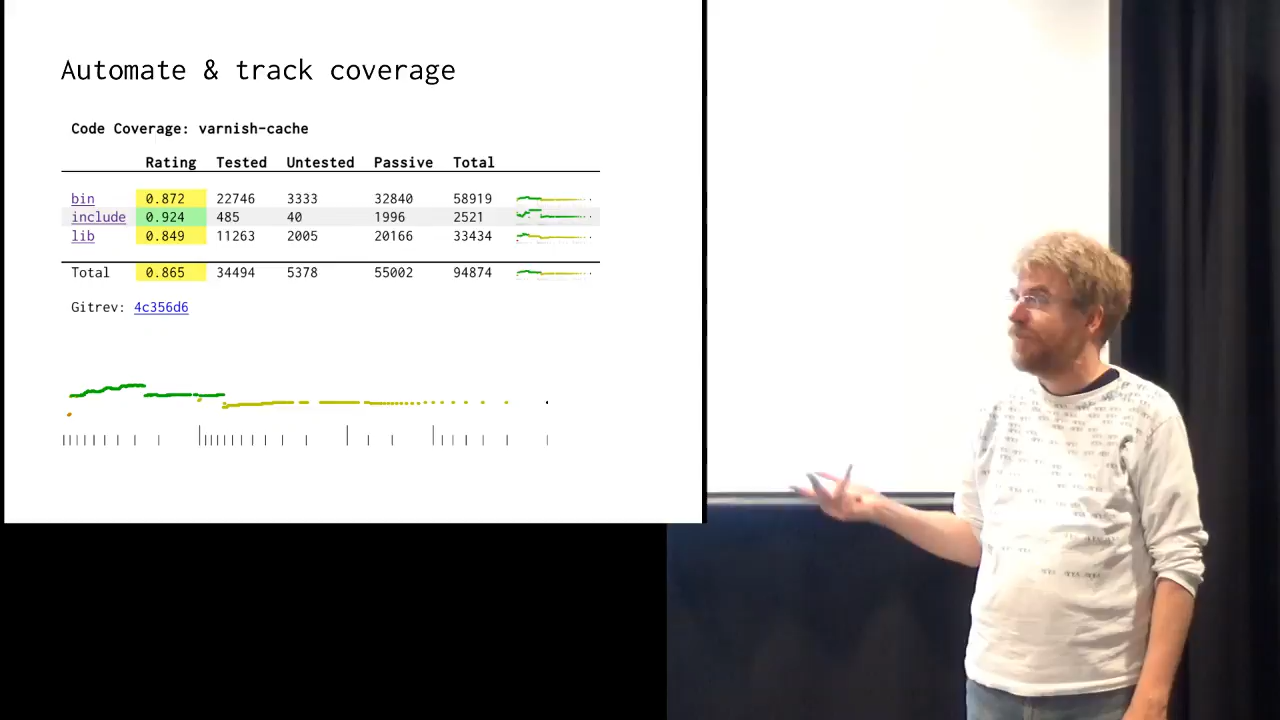 Automate & track coverage
Code Coverage: varnish-cache
Rating Tested Untested Passive Total
bin 0.872 22746 3333 32840 58919
include 0.924 485 40 1996 2521
lib 0.849 11263 2005 20166 33434
Total 0.865 34494 5378 55002 94874
Gitrev: 4c356d6